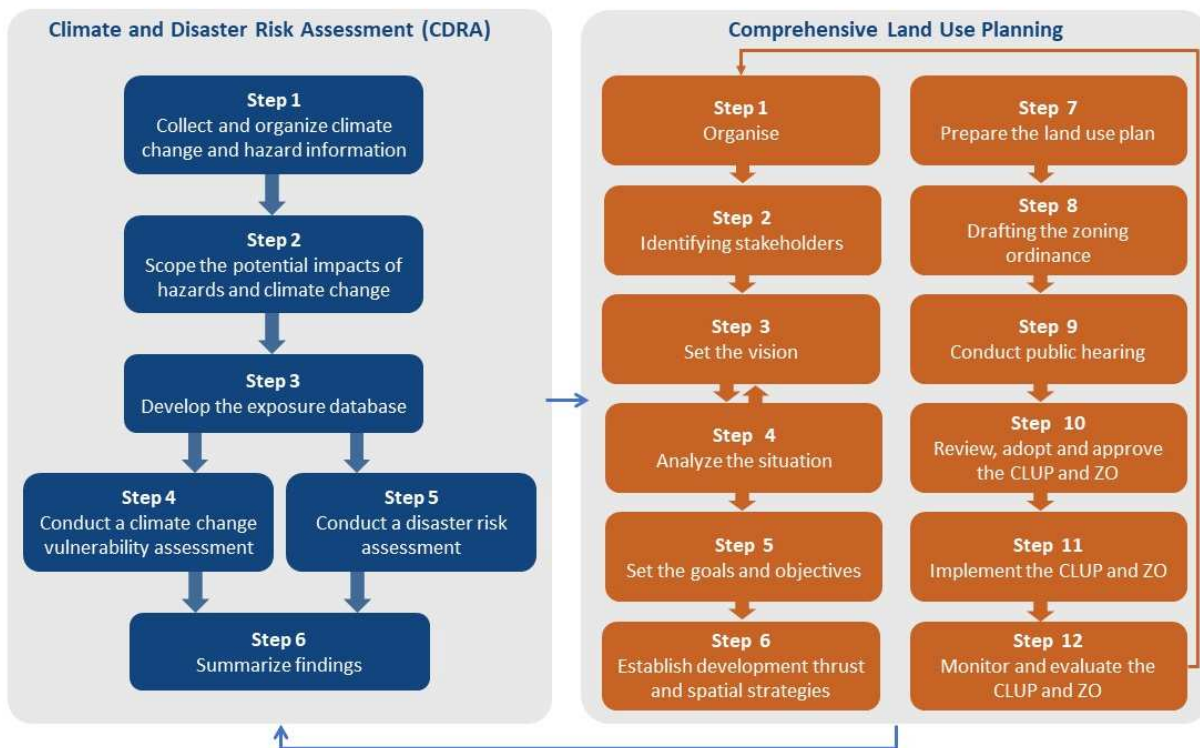 Climate and Disaster Risk Assessment (CDRA)
Step 1
Collect and organize climate
change and hazard information
Step 2
Scope the potential impacts of
hazards and climate change
Step 3
Develop the exposure database
Step 4
Conduct a climate change
vulnerability assessment
Step 5
Conduct a disaster risk
assessment
Step 6
Summarize findings
Comprehensive Land Use Planning
Step 1
Organise
Step 2
Identifying stakeholders
Step 3
Set the vision
Step 4
Analyze the situation
Step 5
Set the goals and objectives
Step 6
Establish development thrust
and spatial strategies
Step 7
Prepare the land use plan
Step 8
Drafting the zoning
ordinance
Step 9
Conduct public hearing
Step 10
Review, adopt and approve
the CLUP and ZO
Step 11
Implement the CLUP and ZO
Step 12
Monitor and evaluate the
CLUP and ZO